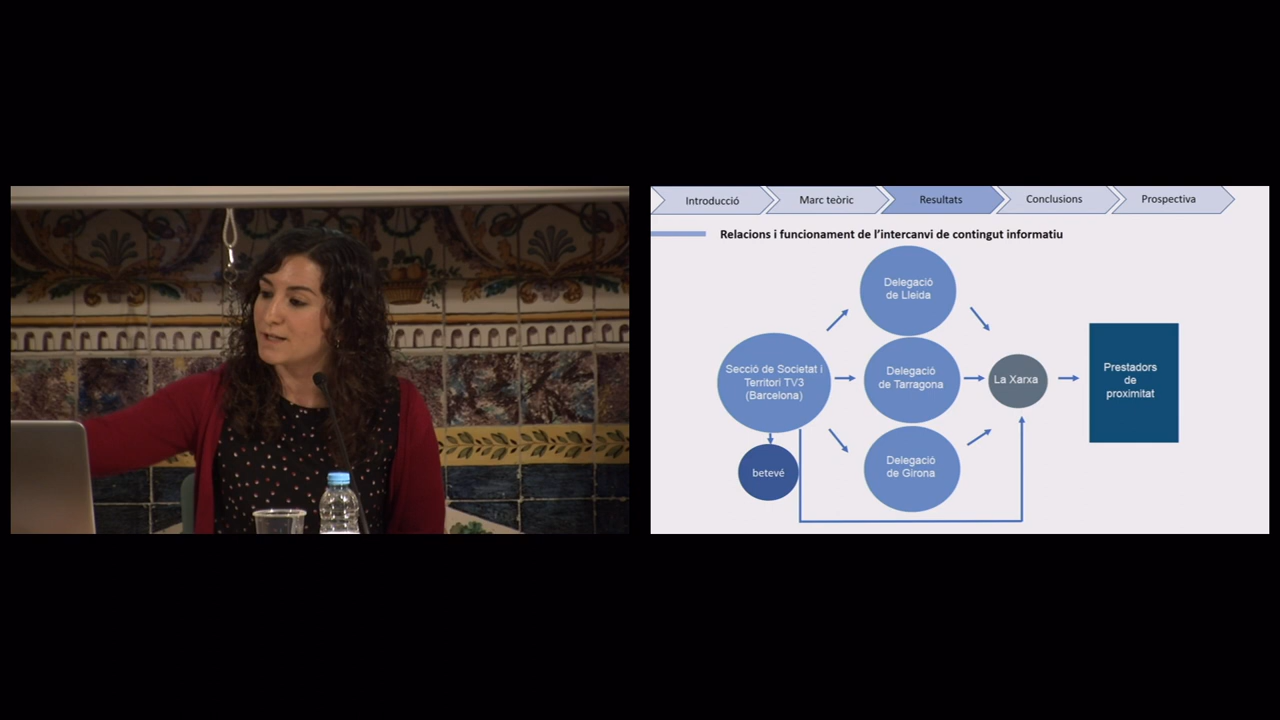 Introducció
Marc teòric
Resultats
Conclusions
Prospectiva
Relacions i funcionament de l'intercanvi de contingut informatiu
Delegació
de Lleida
Secció de Societat i
Territori TV3
(Barcelona)
Delegació
de Tarragona
La Xarxa
Prestadors
de
proximitat
betevé
Delegació
de Girona